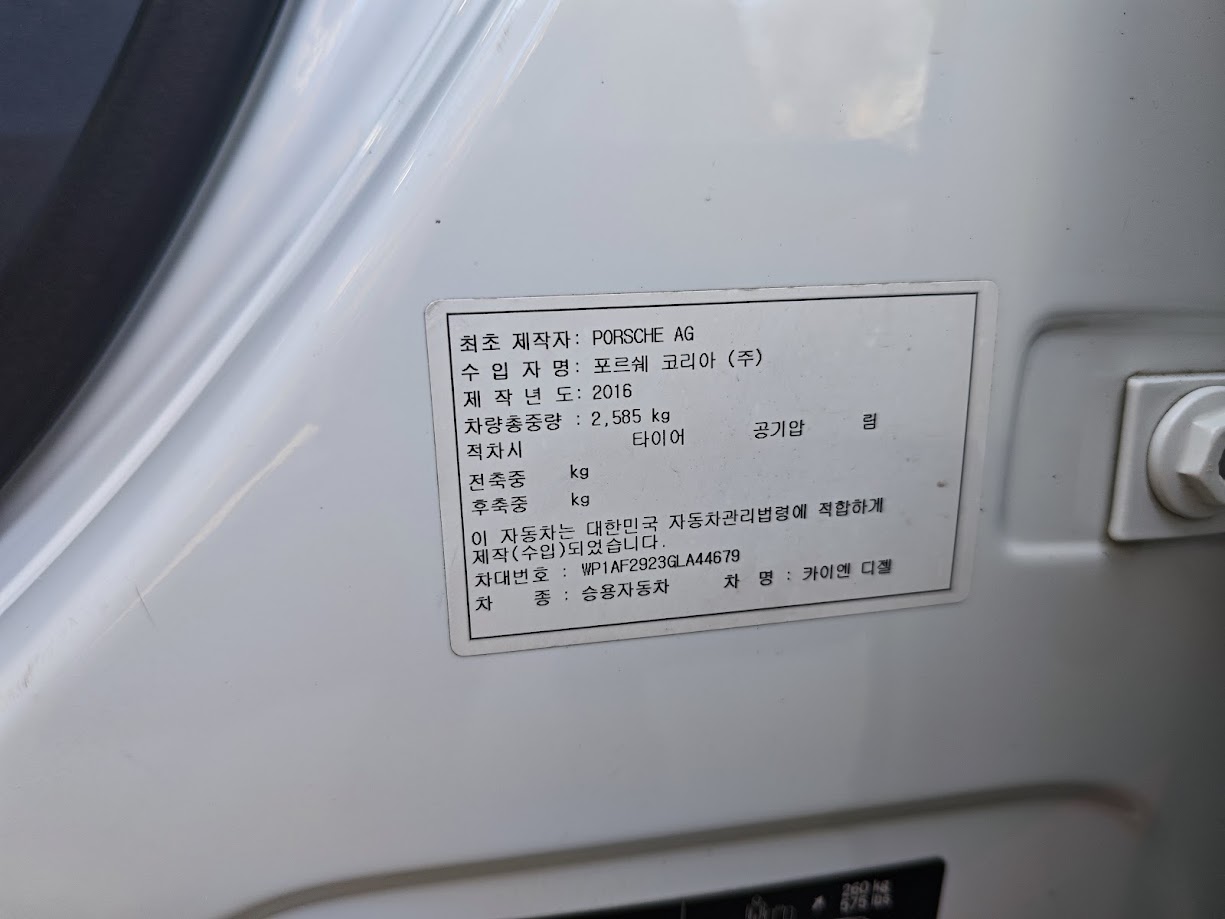 최초 제작자: PORSCHE AG
수 입 자 명: 포르쉐 코리아 (주)
제 작 년 도: 2016
차량총중량 : 2,585 kg
적차시 타이어 공기압 림
전축중 kg
후축중 kg
이 자동차는 대한민국 자동차관리법령에 적합하게
제작(수입)되었습니다.
차대번호 : WP1AF2923GLA44679
차 종 : 승용자동차 차 명 : 카이엔 디젤
260 kg
575 lbs